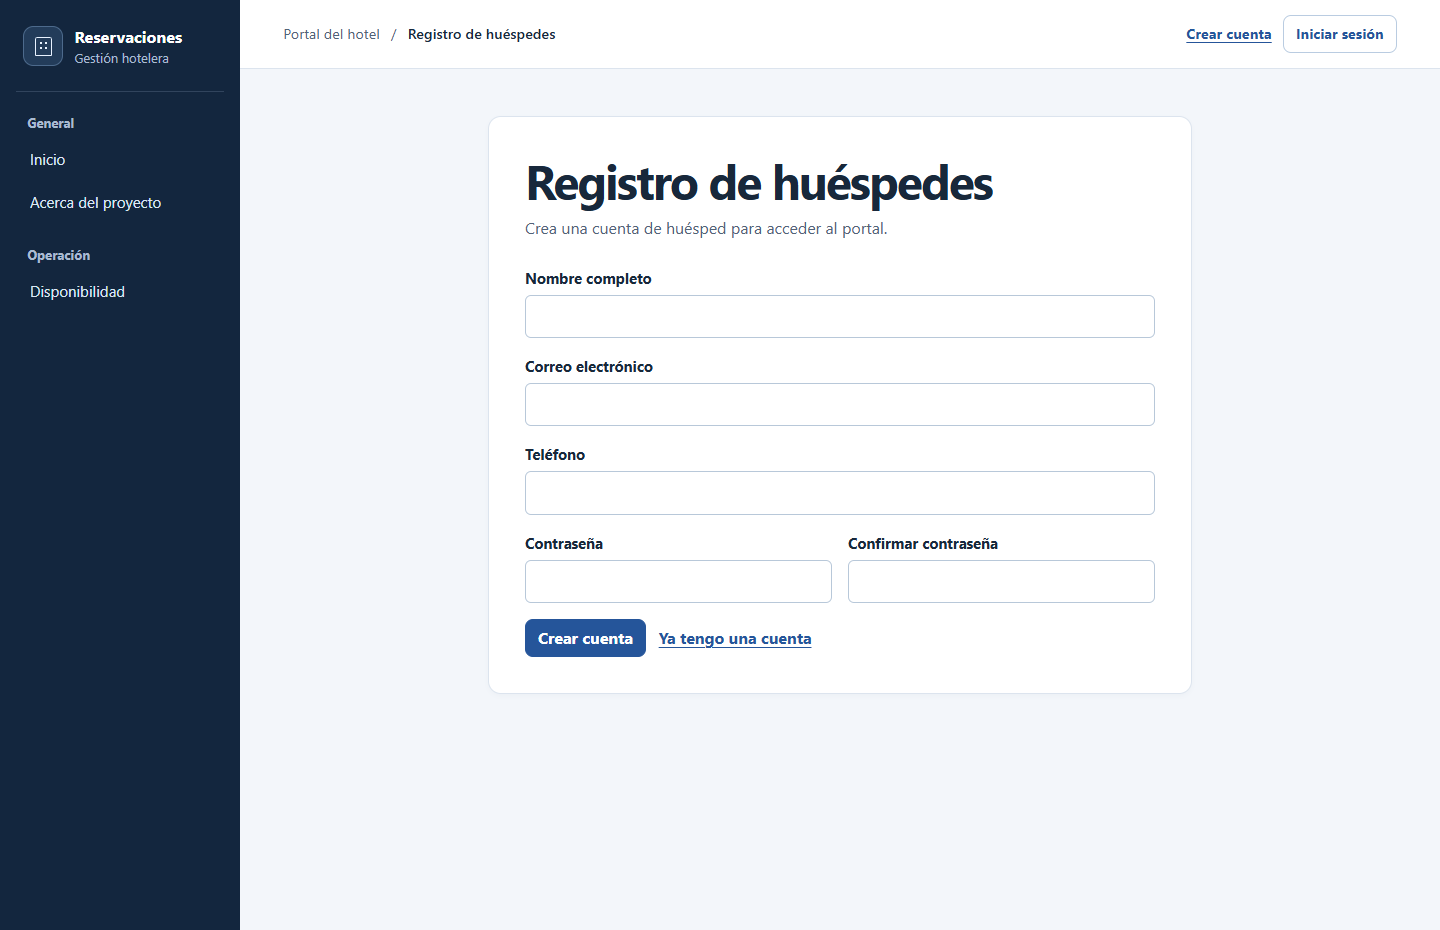 Reservaciones
Gestión hotelera
General
Inicio
Acerca del proyecto
Operación
Disponibilidad
Portal del hotel / Registro de huéspedes
Crear cuenta
Iniciar sesión
Registro de huéspedes
Crea una cuenta de huésped para acceder al portal.
Nombre completo
Correo electrónico
Teléfono
Contraseña
Confirmar contraseña
Crear cuenta
Ya tengo una cuenta